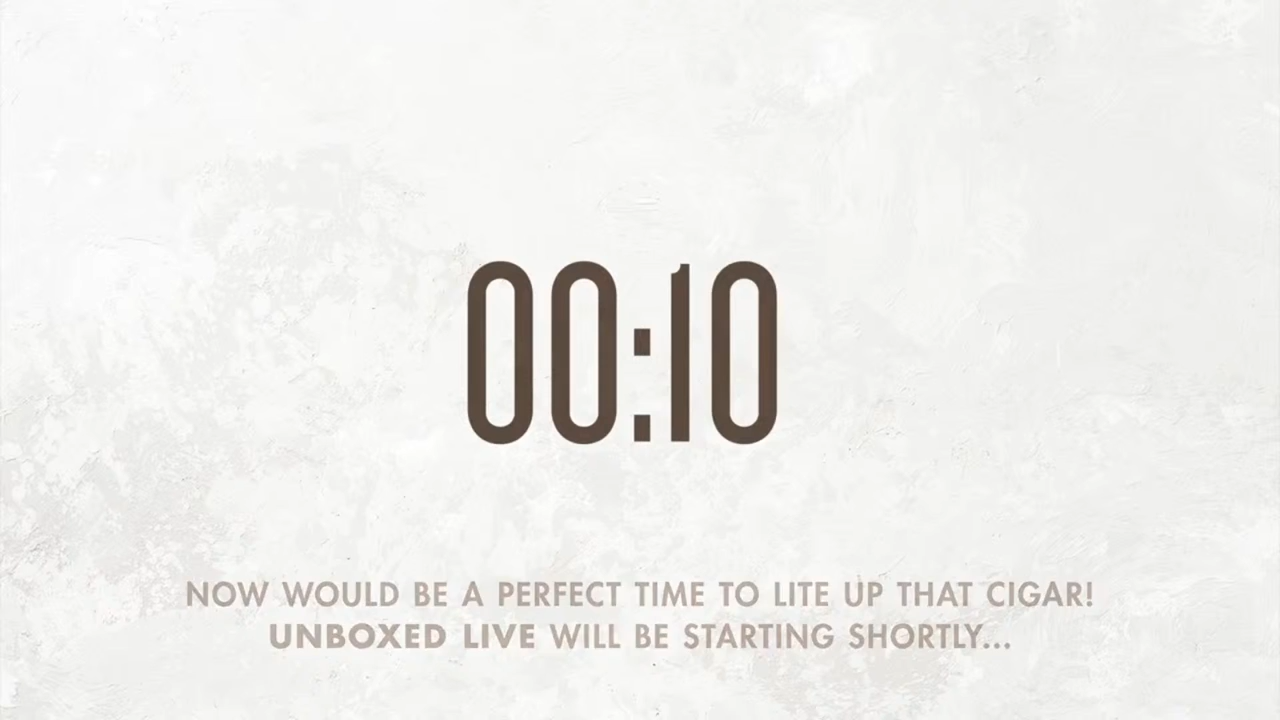 00:10
NOW WOULD BE A PERFECT TIME TO LITE UP THAT CIGAR!
UNBOXED LIVE WILL BE STARTING SHORTLY...